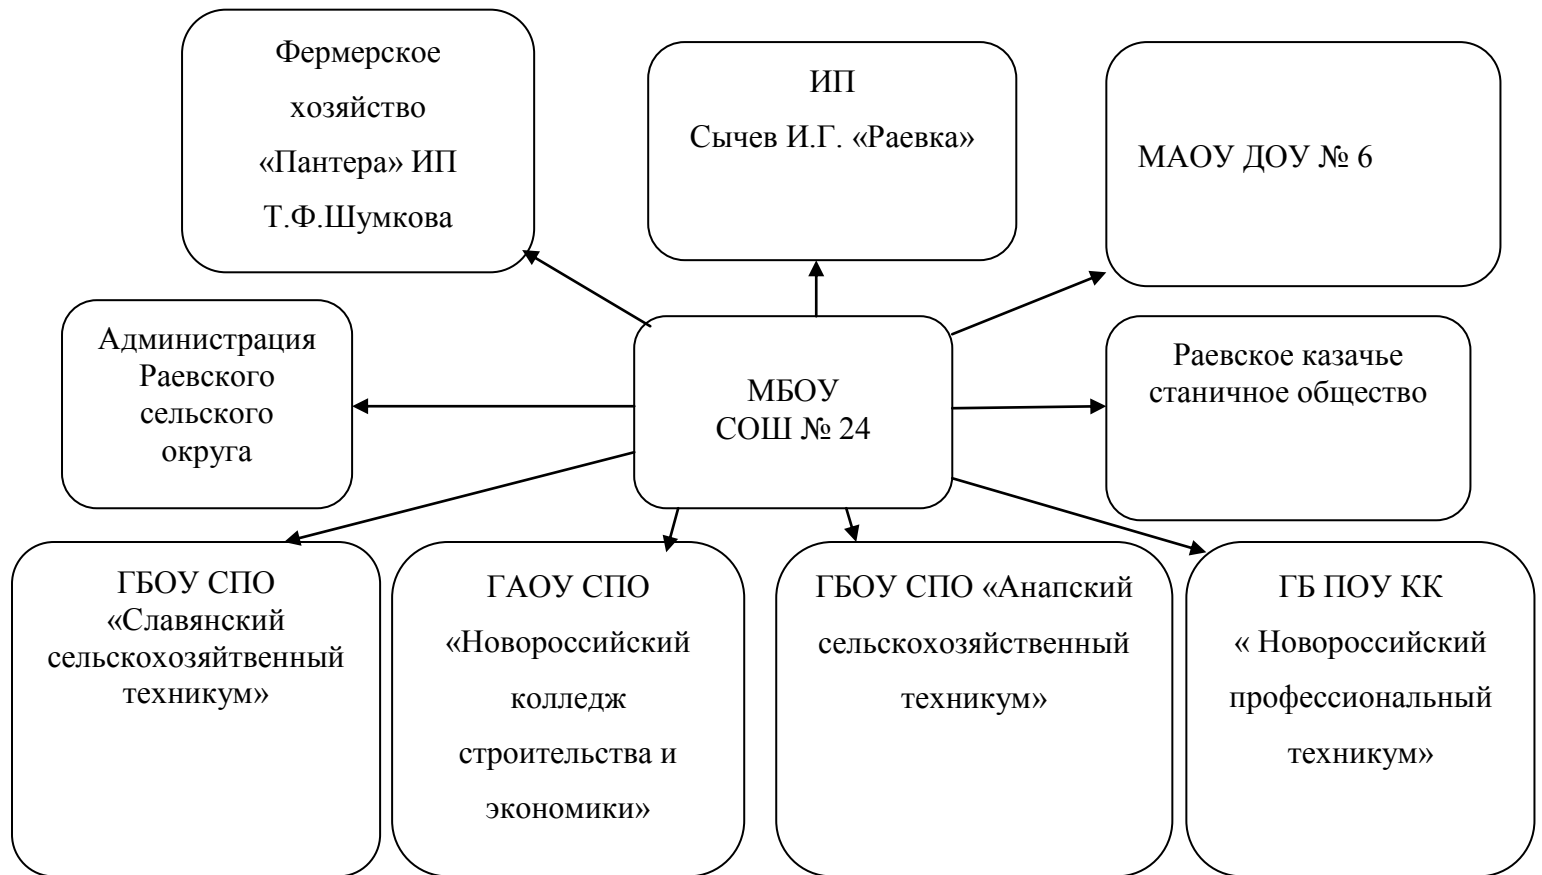 Фермерское
хозяйство
«Пантера» ИП
Т.Ф.Шумкова
ИП
Сычев И.Г. «Раевка»
МАОУ ДОУ № 6
Администрация
Раевского
сельского
округа
МБОУ
СОШ № 24
Раевское казачье
станичное общество
ГБОУ СПО
«Славянский
сельскохозяйтвенный
техникум»
ГАОУ СПО
«Новороссийский
колледж
строительства и
экономики»
ГБОУ СПО «Анапский
сельскохозяйственный
техникум»
ГБ ПОУ КК
« Новороссийский
профессиональный
техникум»